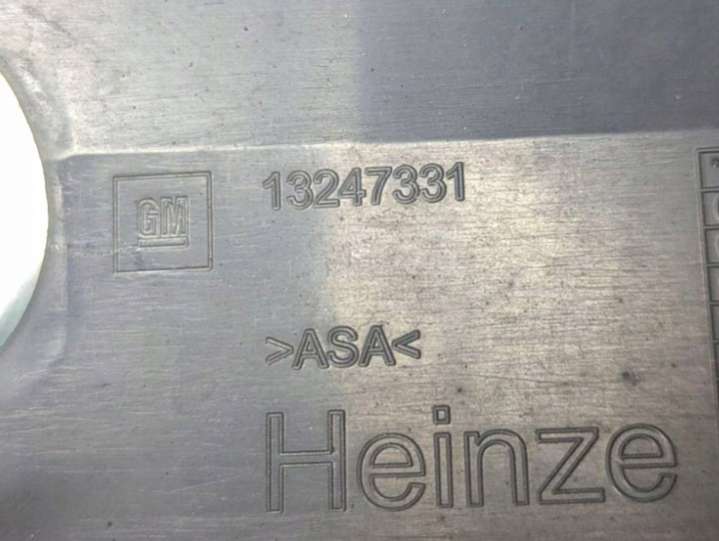 GM
13247331
>ASA<
Heinze